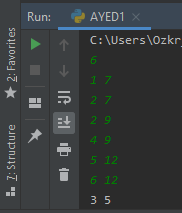 Run: AYED1
C:\Users\Ozkr
6
1 7
2 7
2 9
4 9
5 12
6 12
3 5
2: Favorites
7: Structure